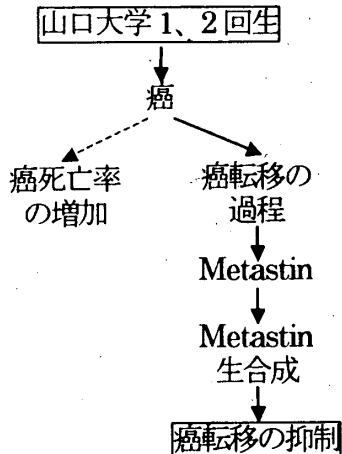 山口大学1、2回生
癌
癌死亡率
の増加
癌転移の
過程
Metastin
Metastin
生合成
癌転移の抑制